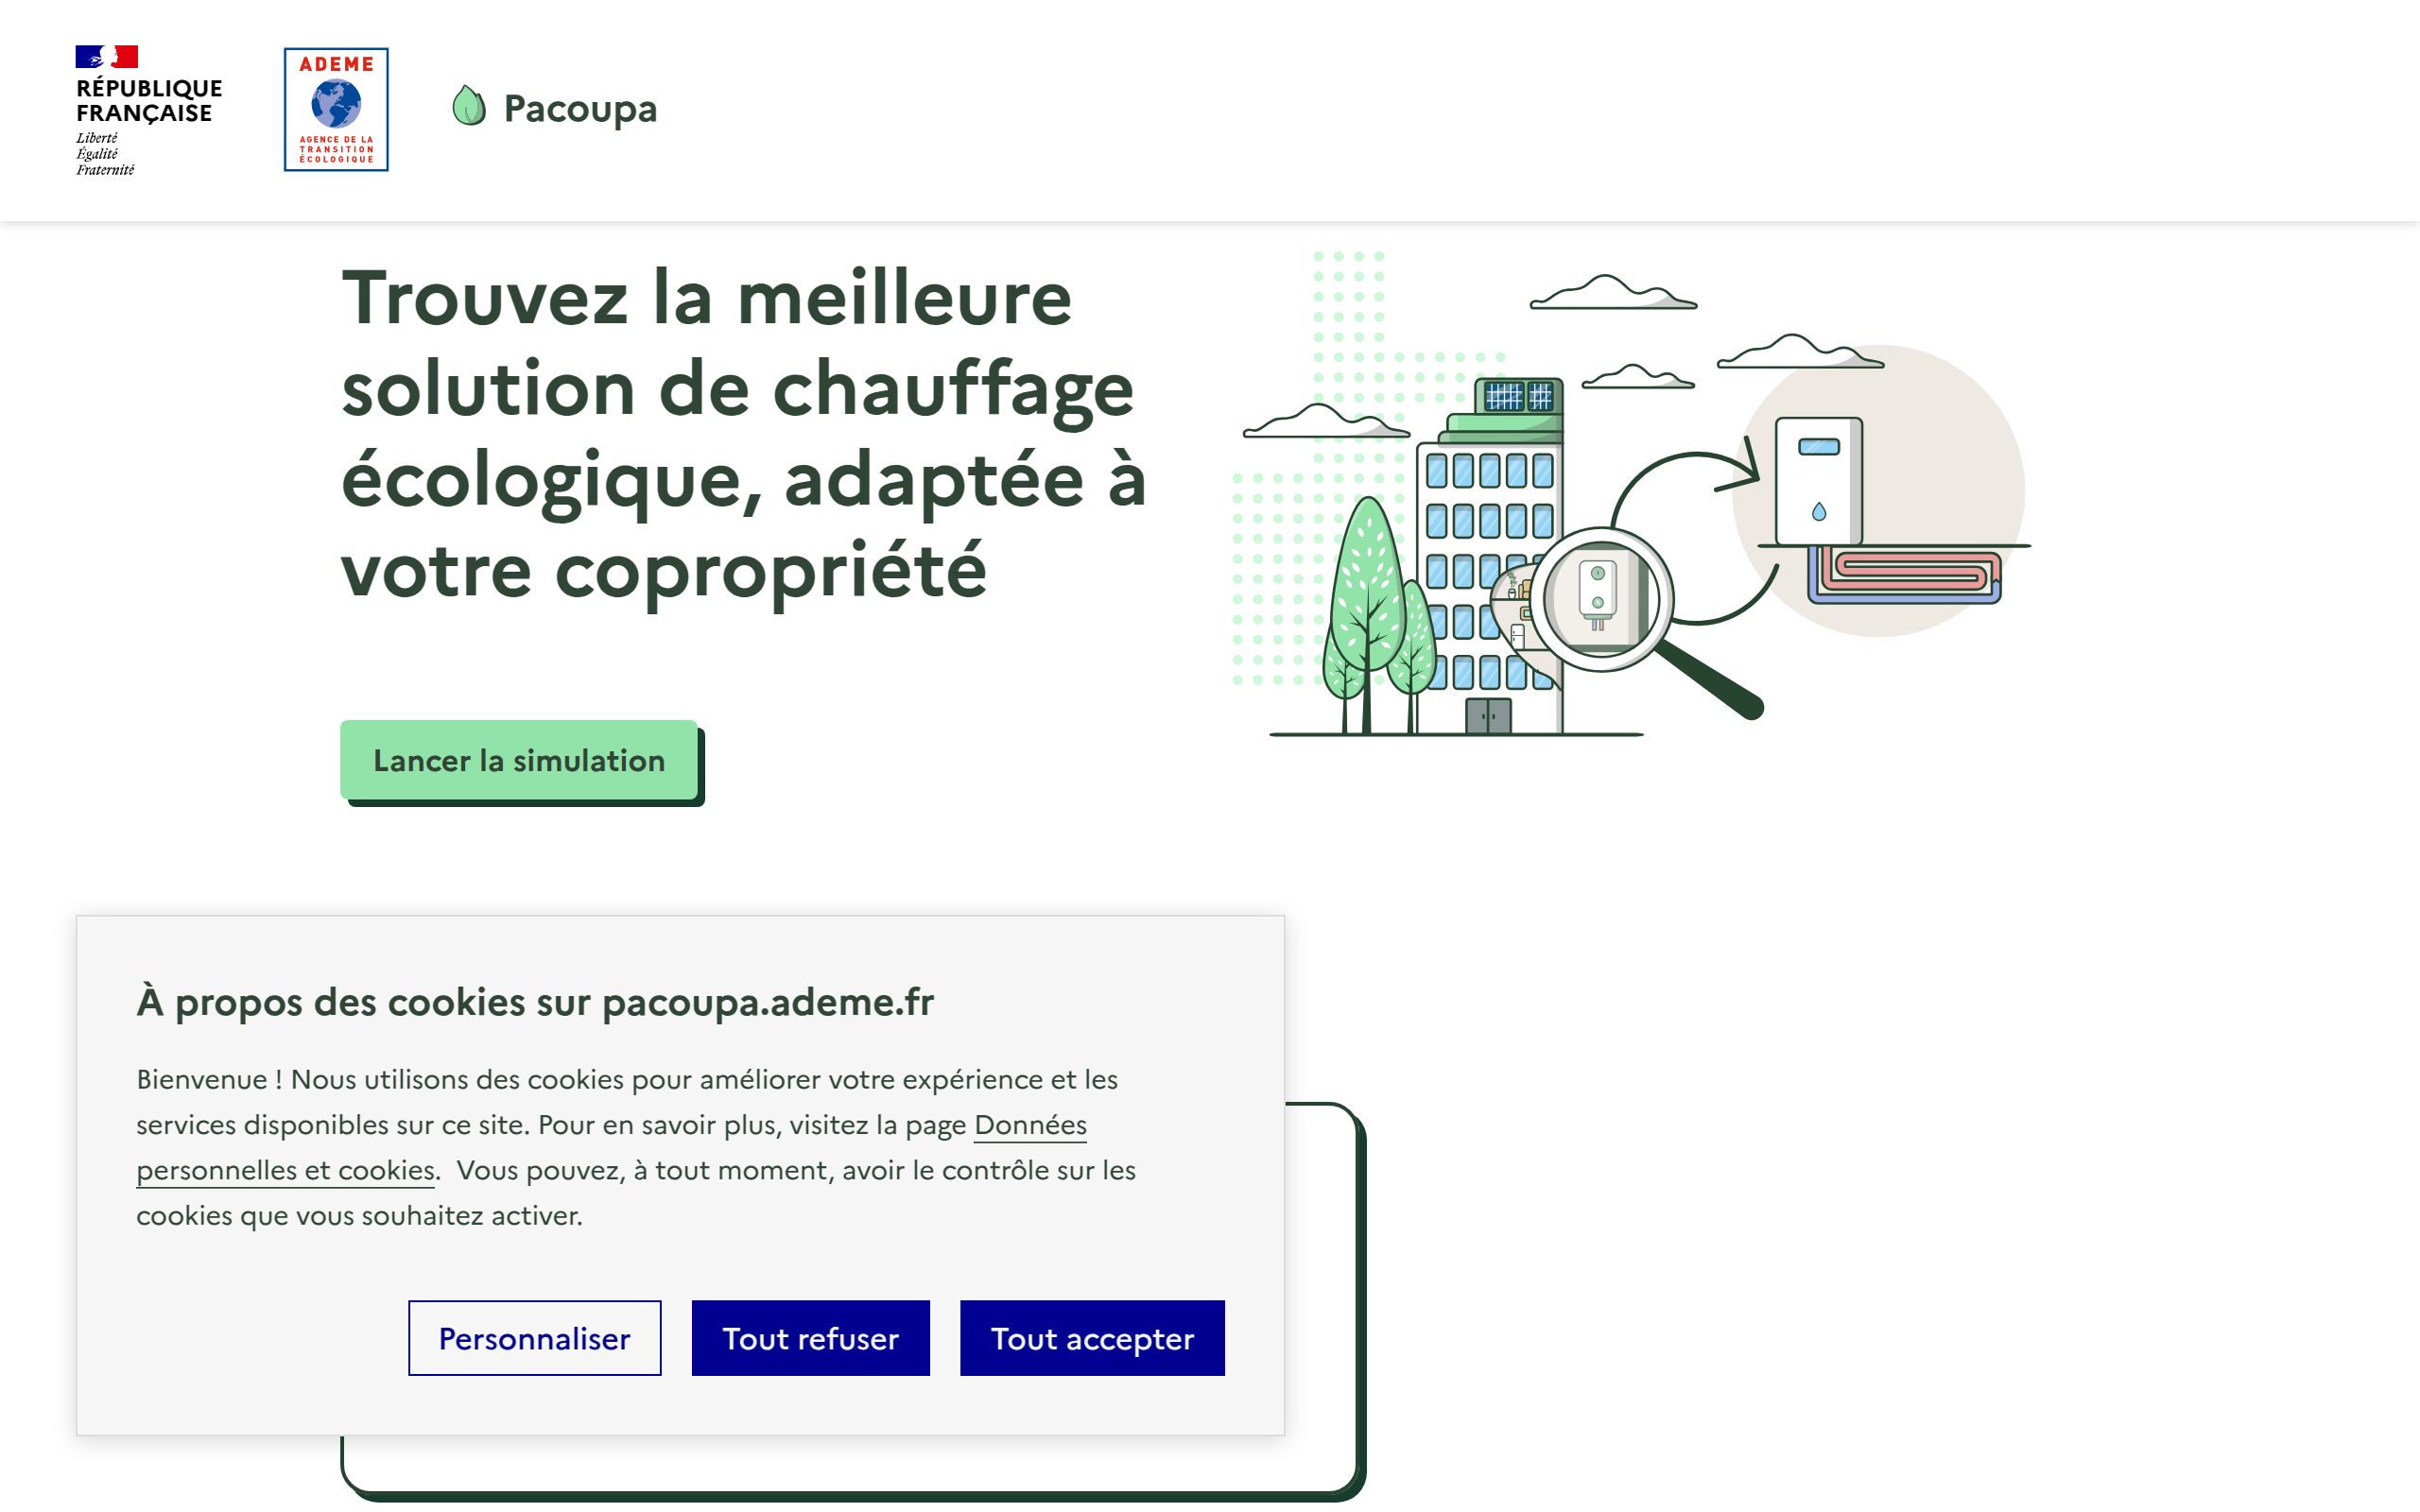 RÉPUBLIQUE
FRANÇAISE
Liberté
Égalité
Fraternité
ADEME
AGENCE DE LA
TRANSITION
ÉCOLOGIQUE
Pacoupa
Trouvez la meilleure
solution de chauffage
écologique, adaptée à
votre copropriété
Lancer la simulation
À propos des cookies sur pacoupa.ademe.fr
Bienvenue ! Nous utilisons des cookies pour améliorer votre expérience et les
services disponibles sur ce site. Pour en savoir plus, visitez la page Données
personnelles et cookies. Vous pouvez, à tout moment, avoir le contrôle sur les
cookies que vous souhaitez activer.
Personnaliser
Tout refuser
Tout accepter